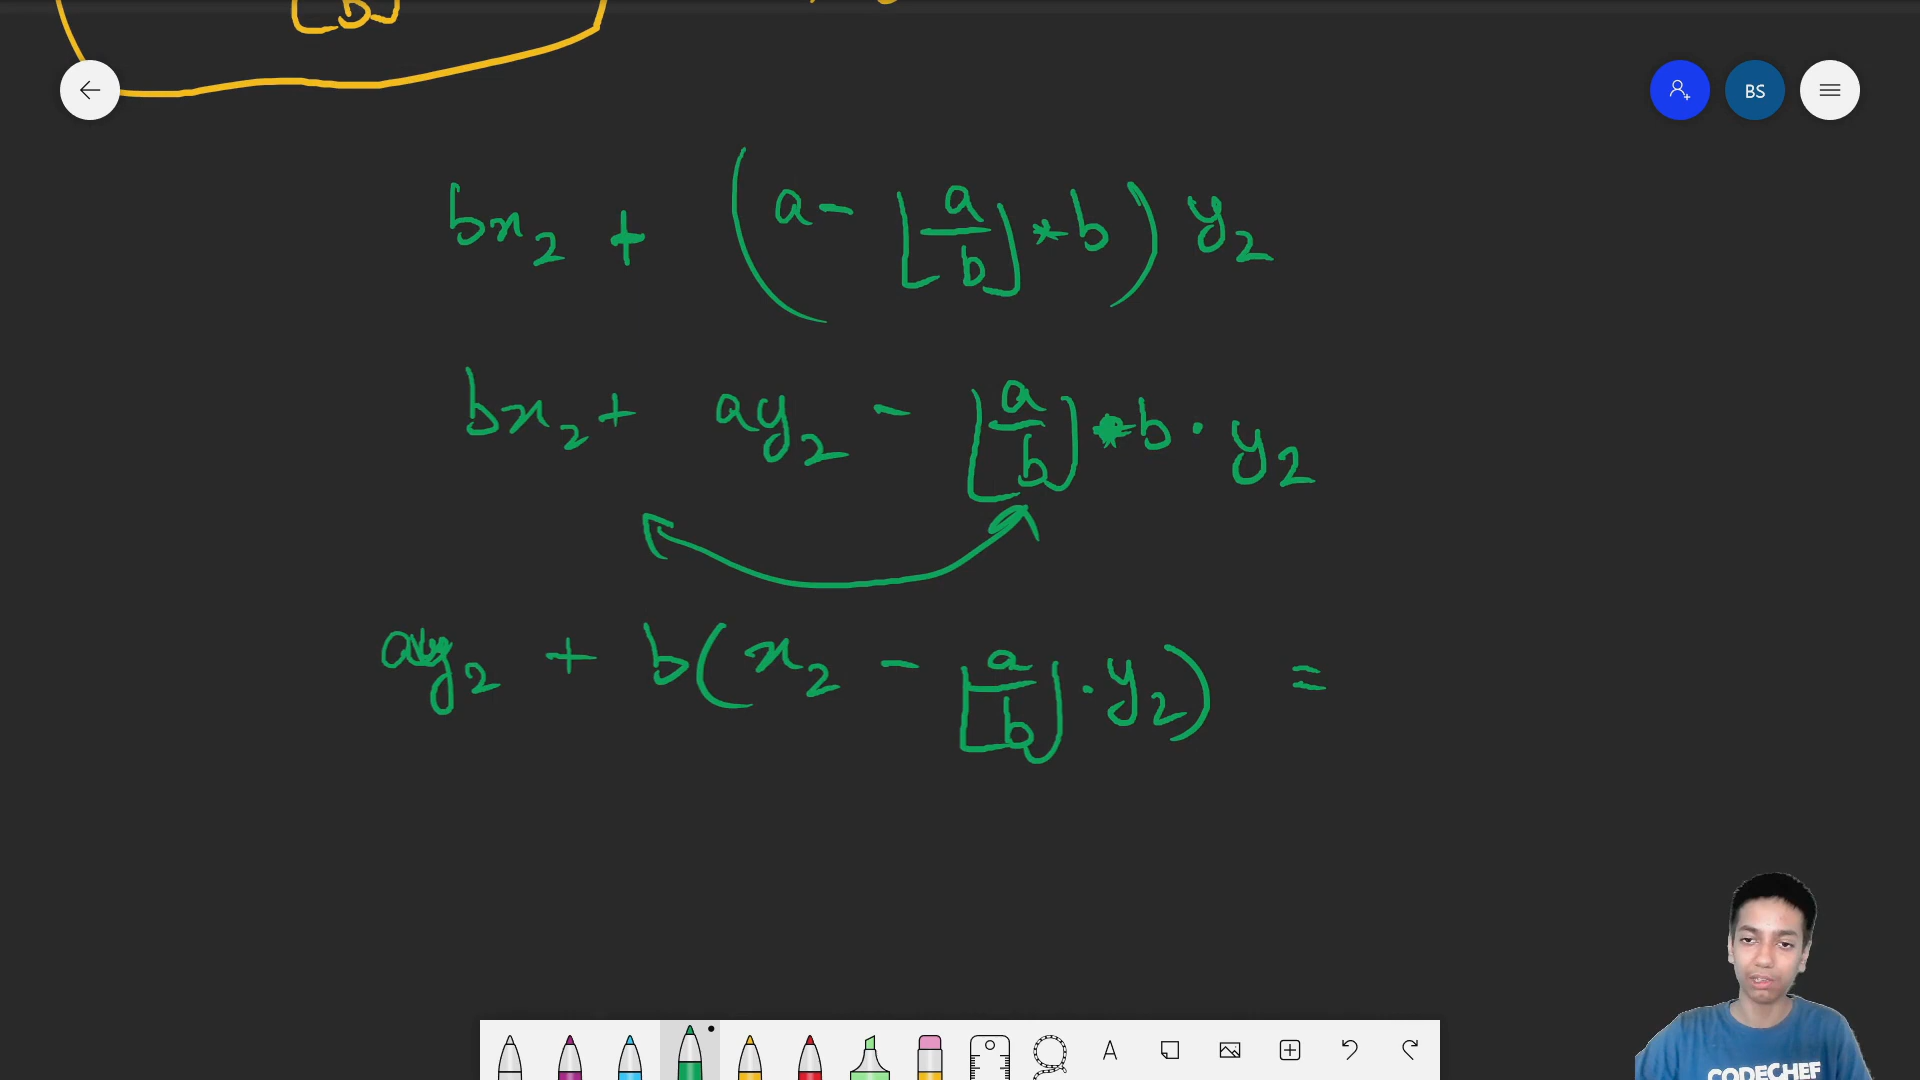 b
BS
bx₂ + (a - ⌊a/b⌋ * b) y₂
bx₂ + ay₂ - ⌊a/b⌋ * b · y₂
ay₂ + b(x₂ - ⌊a/b⌋ · y₂) =
A
CODECHEF